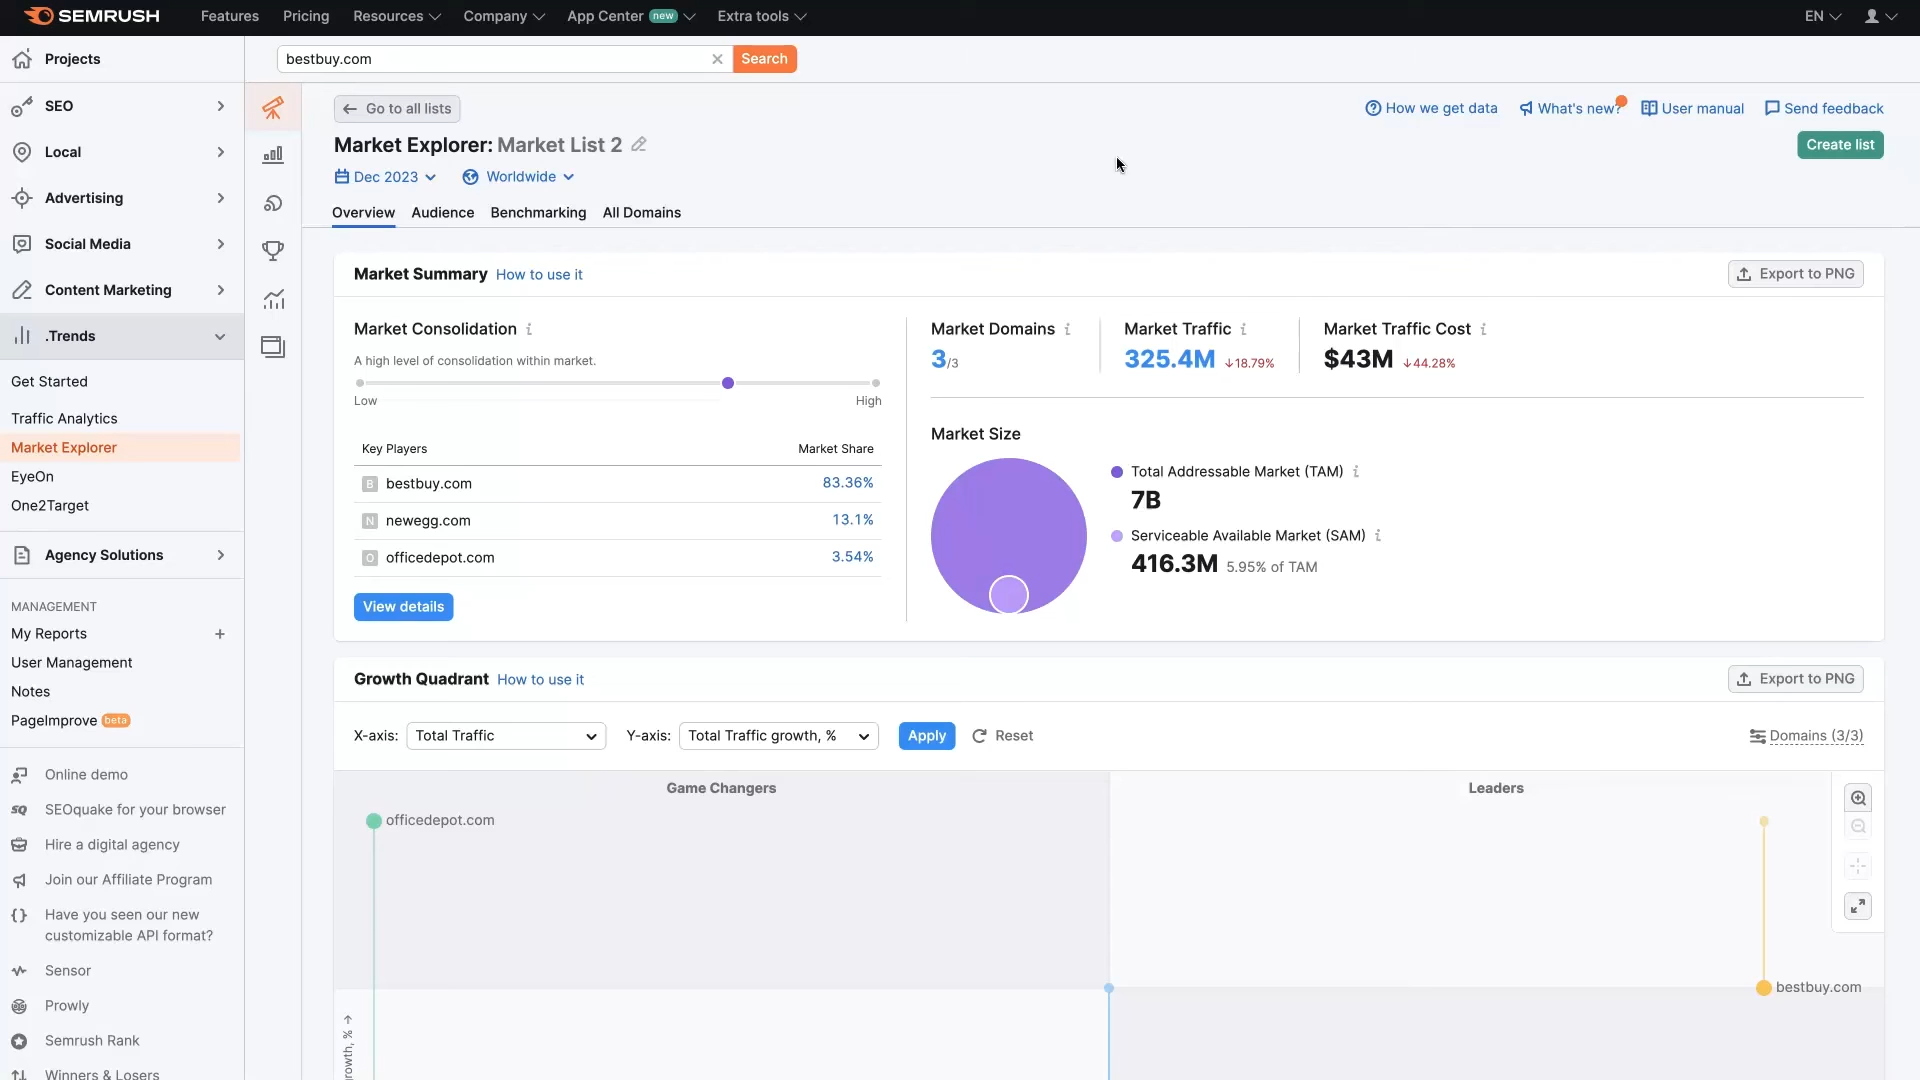 SEMRUSH Features Pricing Resources Company App Center new Extra tools EN
Projects
SEO
Local
Advertising
Social Media
Content Marketing
.Trends
Get Started
Traffic Analytics
Market Explorer
EyeOn
One2Target
Agency Solutions
MANAGEMENT
My Reports +
User Management
Notes
PageImprove beta
Online demo
SEOquake for your browser
Hire a digital agency
Join our Affiliate Program
Have you seen our new
customizable API format?
Sensor
Prowly
Semrush Rank
Winners & Losers
bestbuy.com Search
← Go to all lists How we get data What's new? User manual Send feedback
Market Explorer: Market List 2 Create list
Dec 2023 Worldwide
Overview Audience Benchmarking All Domains
Market Summary How to use it Export to PNG
Market Consolidation i
A high level of consolidation within market.
Low High
Key Players Market Share
B bestbuy.com 83.36%
N newegg.com 13.1%
O officedepot.com 3.54%
View details
Market Domains i Market Traffic i Market Traffic Cost i
3/3 325.4M ↓18.79% $43M ↓44.28%
Market Size
Total Addressable Market (TAM) i
7B
Serviceable Available Market (SAM) i
416.3M 5.95% of TAM
Growth Quadrant How to use it Export to PNG
X-axis: Total Traffic Y-axis: Total Traffic growth, % Apply Reset Domains (3/3)
Game Changers Leaders
officedepot.com
bestbuy.com